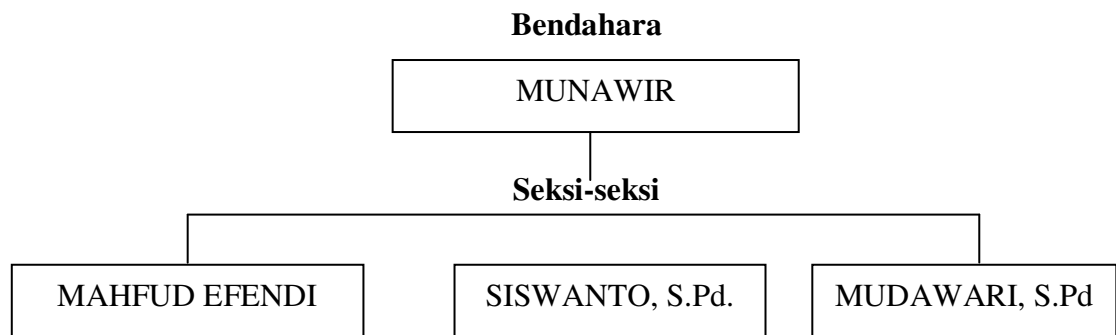 Bendahara
MUNAWIR
Seksi-seksi
MAHFUD EFENDI
SISWANTO, S.Pd.
MUDAWARI, S.Pd